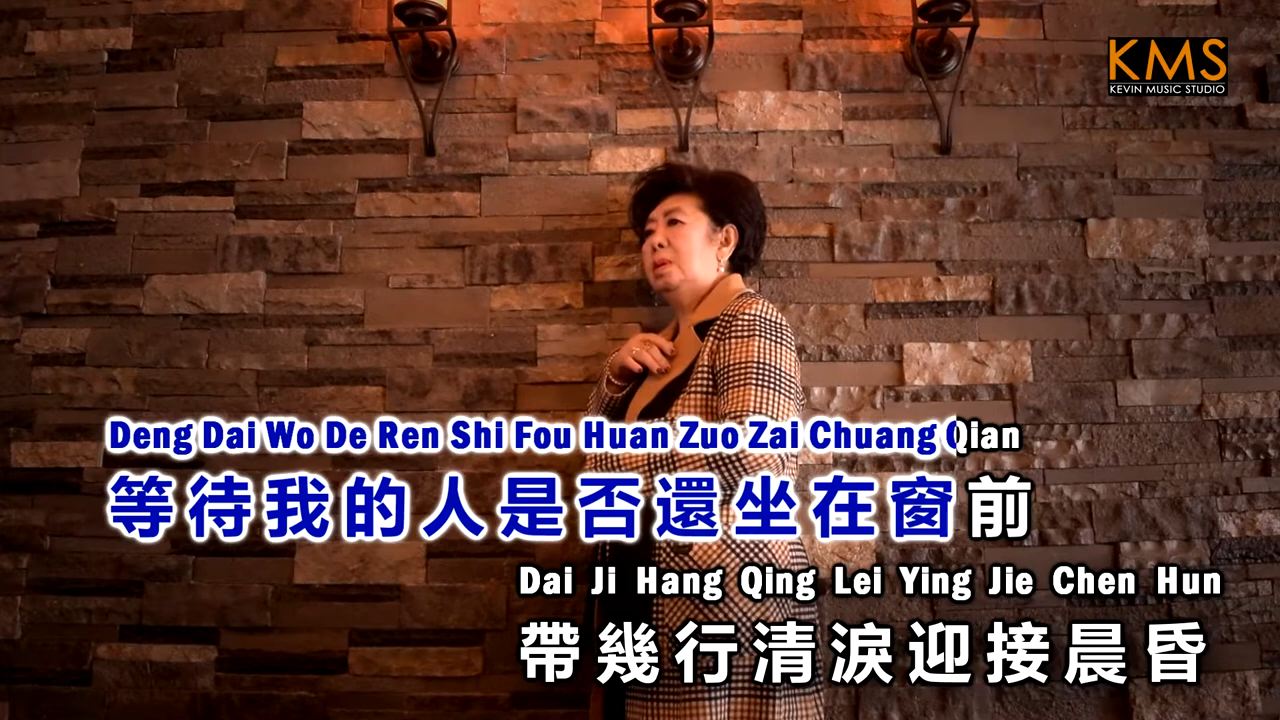 KMS
KEVIN MUSIC STUDIO
Deng Dai Wo De Ren Shi Fou Huan Zuo Zai Chuang Qian
等待我的人是否還坐在窗前
Dai Ji Hang Qing Lei Ying Jie Chen Hun
帶幾行清淚迎接晨昏